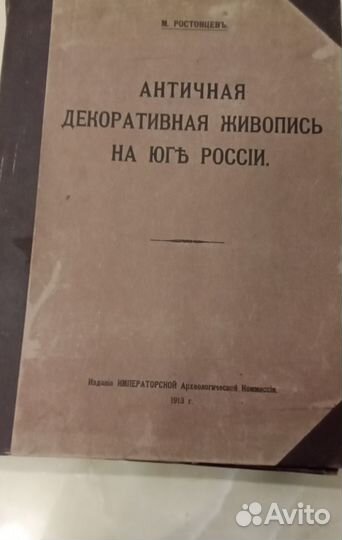 М. РОСТОВЦЕВЪ.
АНТИЧНАЯ
ДЕКОРАТИВНАЯ ЖИВОПИСЬ
НА ЮГѢ РОССІИ.
Изданіе ИМПЕРАТОРСКОЙ Археологической Коммиссіи.
1913 г.
Avito